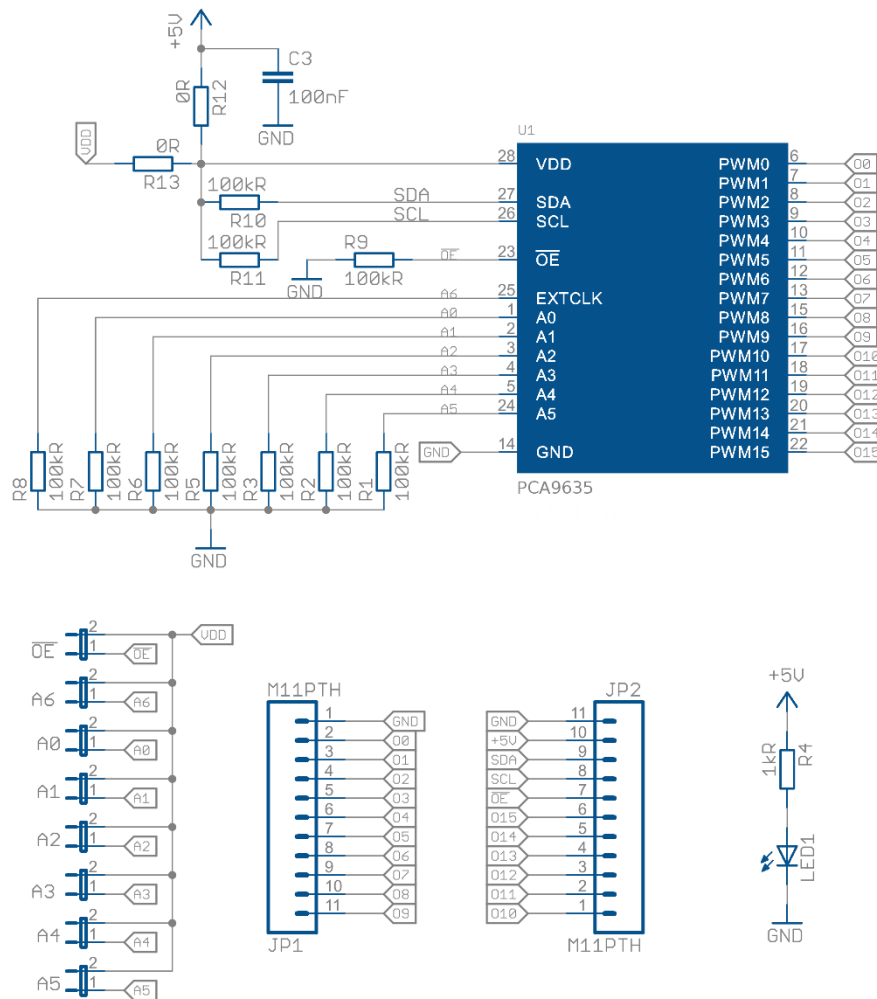 +5V
C3
100nF
GND
0R
R12
VDD
0R
R13
100kR
R10
SDA
SCL
100kR
R11
R9
100kR
GND
OE
A6
A0
A1
A2
A3
A4
A5
GND
U1
28 VDD PWM0 6 O0
PWM1 7 O1
27 SDA PWM2 8 O2
26 SCL PWM3 9 O3
PWM4 10 O4
23 OE PWM5 11 O5
PWM6 12 O6
25 EXTCLK PWM7 13 O7
1 A0 PWM8 15 O8
2 A1 PWM9 16 O9
3 A2 PWM10 17 O10
4 A3 PWM11 18 O11
5 A4 PWM12 19 O12
24 A5 PWM13 20 O13
PWM14 21 O14
14 GND PWM15 22 O15
PCA9635
R8 100kR
R7 100kR
R6 100kR
R5 100kR
R3 100kR
R2 100kR
R1 100kR
GND
OE 2 VDD
1 OE
A6 2
1 A6
A0 2
1 A0
A1 2
1 A1
A2 2
1 A2
A3 2
1 A3
A4 2
1 A4
A5 2
1 A5
M11PTH
1 GND
2 O0
3 O1
4 O2
5 O3
6 O4
7 O5
8 O6
9 O7
10 O8
11 O9
JP1
JP2
GND 11
+5V 10
SDA 9
SCL 8
OE 7
O15 6
O14 5
O13 4
O12 3
O11 2
O10 1
M11PTH
+5V
1kR
R4
LED1
GND